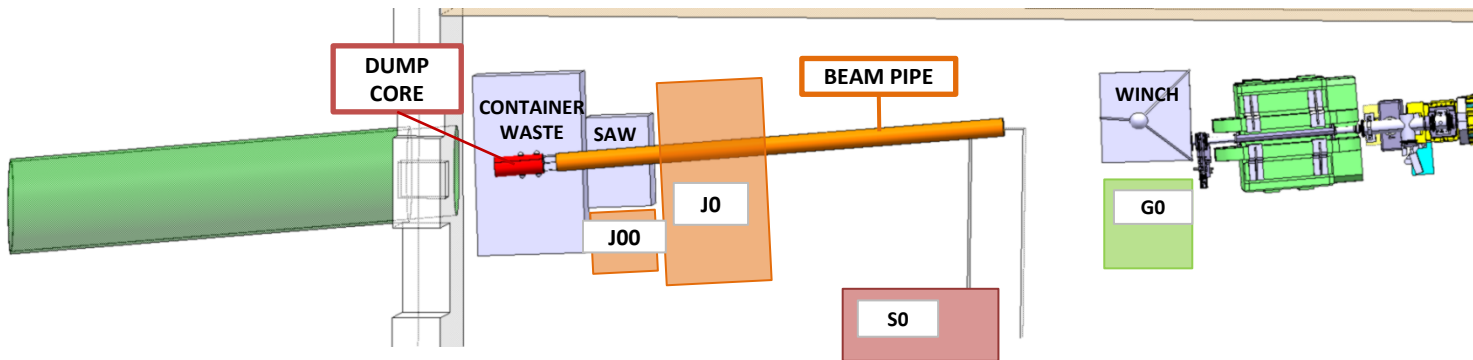 DUMP
CORE
BEAM PIPE
CONTAINER
WASTE
SAW
WINCH
J0
J00
G0
S0